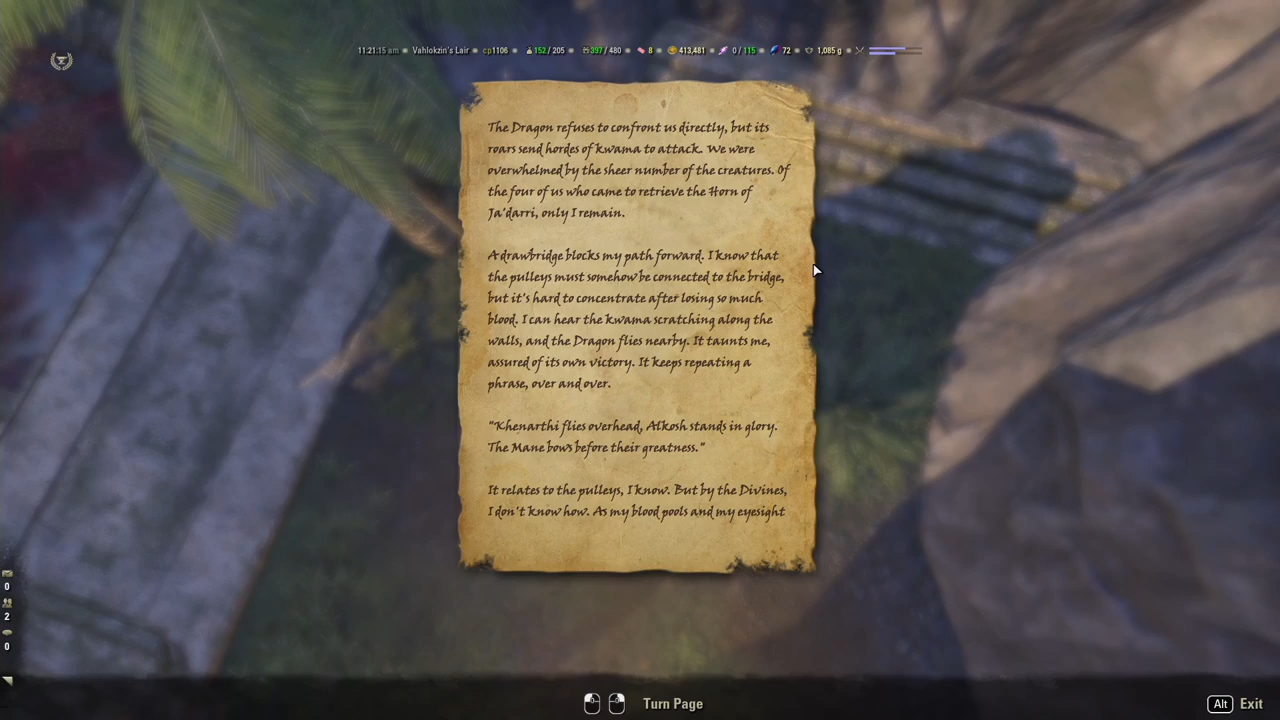 11:21:15 am Vahlokzin's Lair cp1106 152 / 205 397 / 480 8 413,481 0 / 115 72 1,085 g
The Dragon refuses to confront us directly, but its
roars send hordes of kwama to attack. We were
overwhelmed by the sheer number of the creatures. Of
the four of us who came to retrieve the Horn of
Ja'darri, only I remain.
A drawbridge blocks my path forward. I know that
the pulleys must somehow be connected to the bridge,
but it's hard to concentrate after losing so much
blood. I can hear the kwama scratching along the
walls, and the Dragon flies nearby. It taunts me,
assured of its own victory. It keeps repeating a
phrase, over and over.
"Khenarthi flies overhead, Alkosh stands in glory.
The Mane bows before their greatness."
It relates to the pulleys, I know. But by the Divines,
I don't know how. As my blood pools and my eyesight
0
2
0
Turn Page
Alt Exit